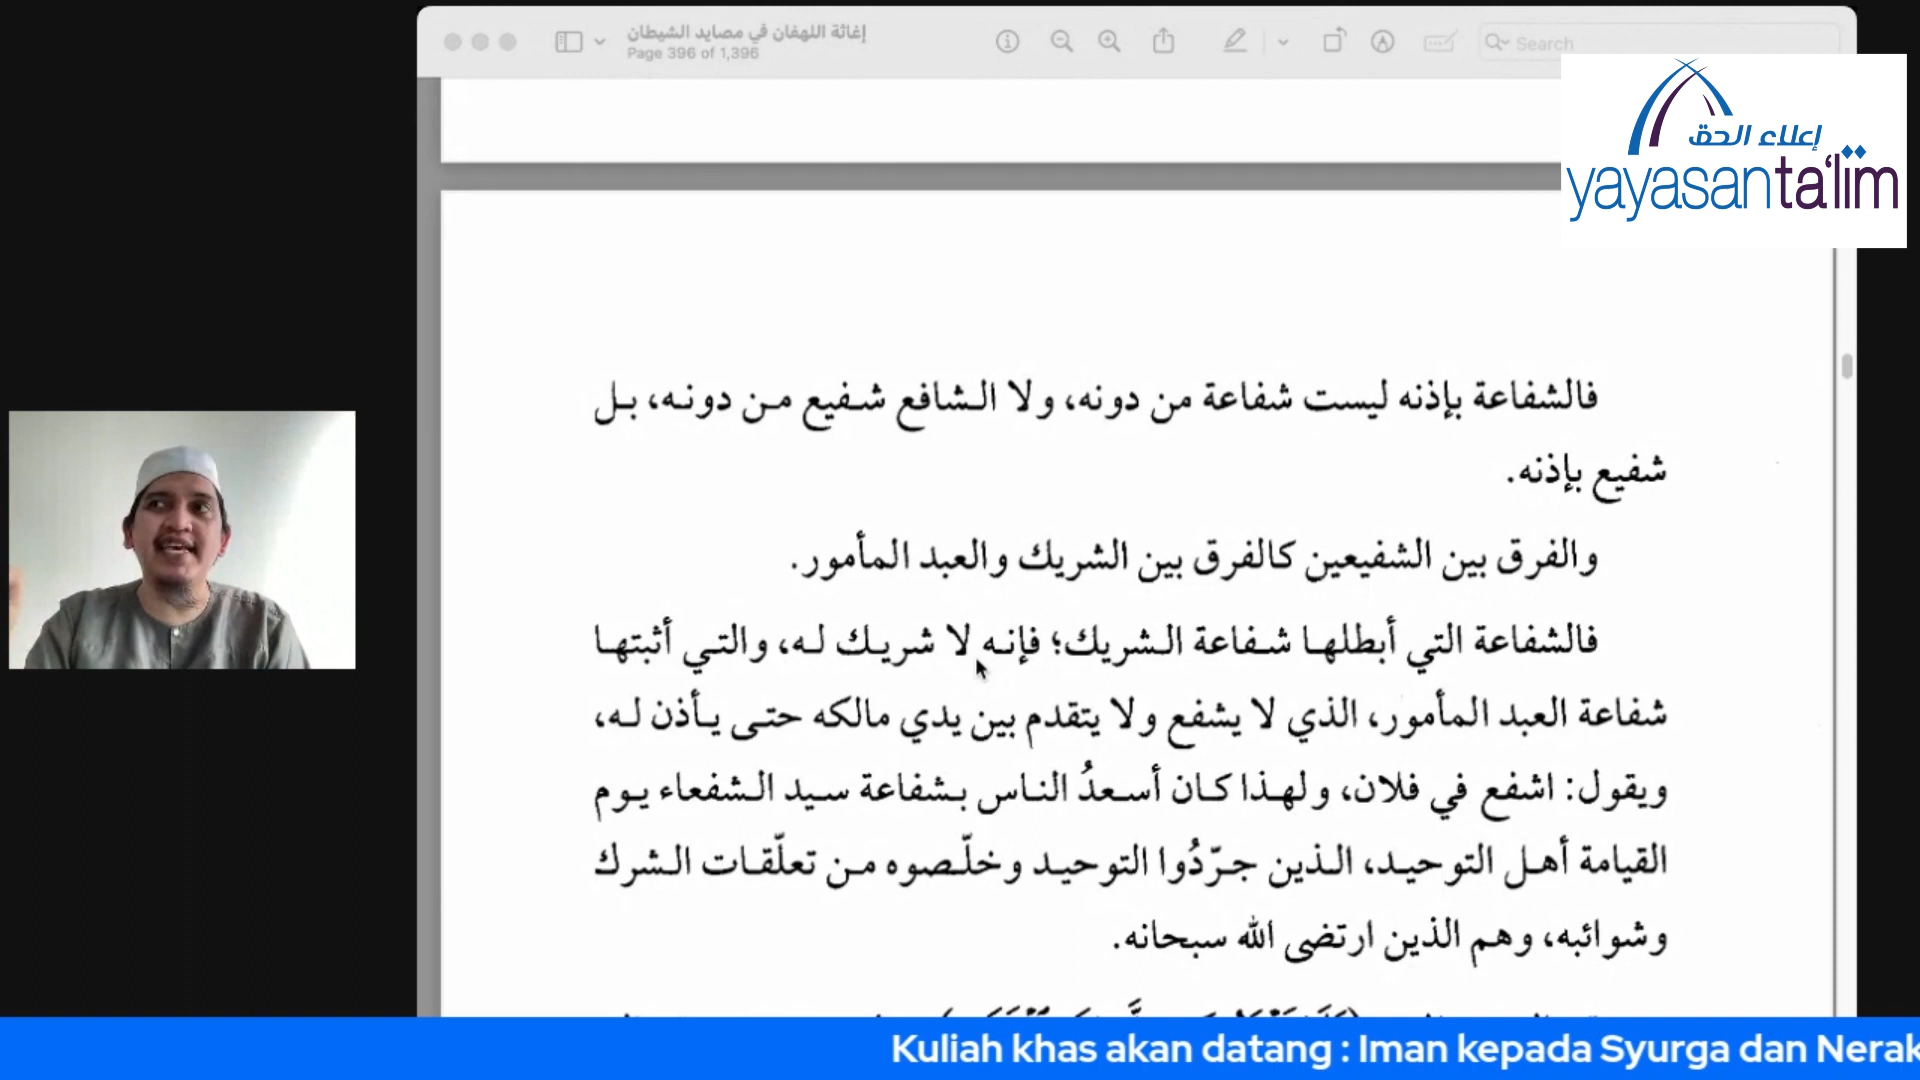 إغاثة اللهفان في مصايد الشيطان
Page 396 of 1,396
Search
إعلاء الحق
yayasanta'lim
فالشفاعة بإذنه ليست شفاعة من دونه، ولا الشافع شفيع من دونه، بل
شفيع بإذنه.
والفرق بين الشفيعين كالفرق بين الشريك والعبد المأمور.
فالشفاعة التي أبطلها شفاعة الشريك؛ فإنه لا شريك له، والتي أثبتها
شفاعة العبد المأمور، الذي لا يشفع ولا يتقدم بين يدي مالكه حتى يأذن له،
ويقول: اشفع في فلان، ولهذا كان أسعدُ الناس بشفاعة سيد الشفعاء يوم
القيامة أهل التوحيد، الذين جرّدُوا التوحيد وخلّصوه من تعلّقات الشرك
وشوائبه، وهم الذين ارتضى الله سبحانه.
Kuliah khas akan datang : Iman kepada Syurga dan Nerak